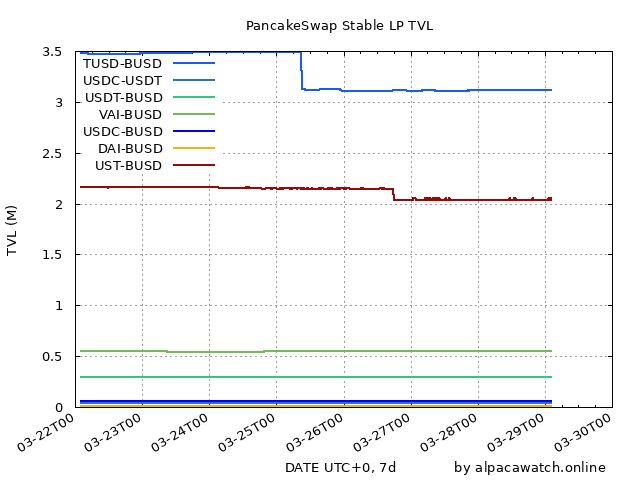 PancakeSwap Stable LP TVL
TUSD-BUSD
USDC-USDT
USDT-BUSD
VAI-BUSD
USDC-BUSD
DAI-BUSD
UST-BUSD
TVL (M)
3.5
3
2.5
2
1.5
1
0.5
0
03-22T00
03-23T00
03-24T00
03-25T00
03-26T00
03-27T00
03-28T00
03-29T00
03-30T00
DATE UTC+0, 7d
by alpacawatch.online